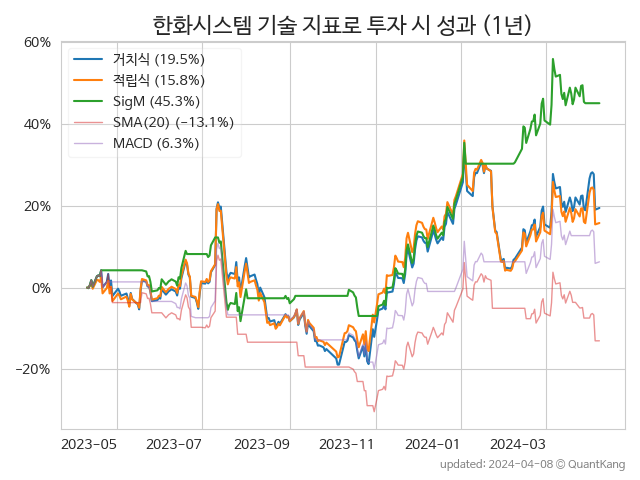 한화시스템 기술 지표로 투자 시 성과 (1년)
60%
40%
20%
0%
−20%
거치식 (19.5%)
적립식 (15.8%)
SigM (45.3%)
SMA(20) (−13.1%)
MACD (6.3%)
2023-05 2023-07 2023-09 2023-11 2024-01 2024-03
updated: 2024-04-08 @ QuantKang